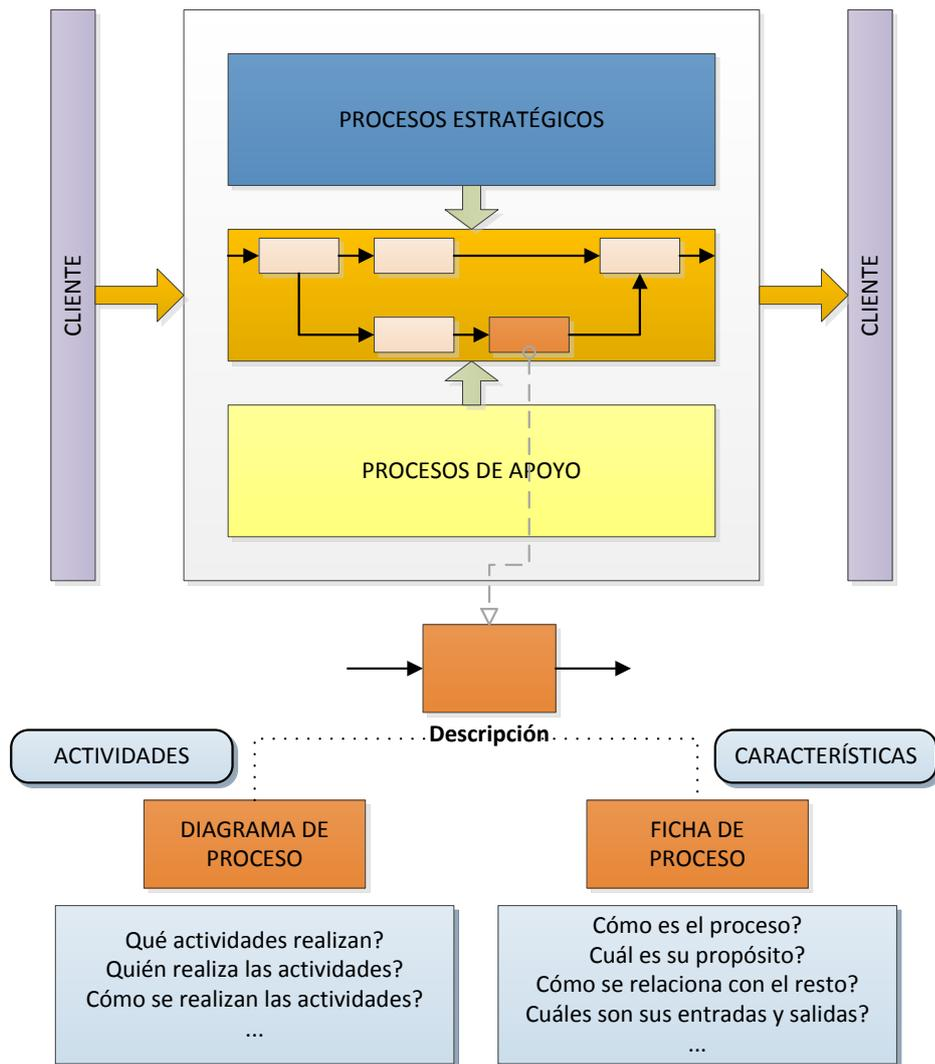 CLIENTE
PROCESOS ESTRATÉGICOS
CLIENTE
PROCESOS DE APOYO
Descripción
ACTIVIDADES
CARACTERÍSTICAS
DIAGRAMA DE
PROCESO
FICHA DE
PROCESO
Qué actividades realizan?
Quién realiza las actividades?
Cómo se realizan las actividades?
...
Cómo es el proceso?
Cuál es su propósito?
Cómo se relaciona con el resto?
Cuáles son sus entradas y salidas?
...